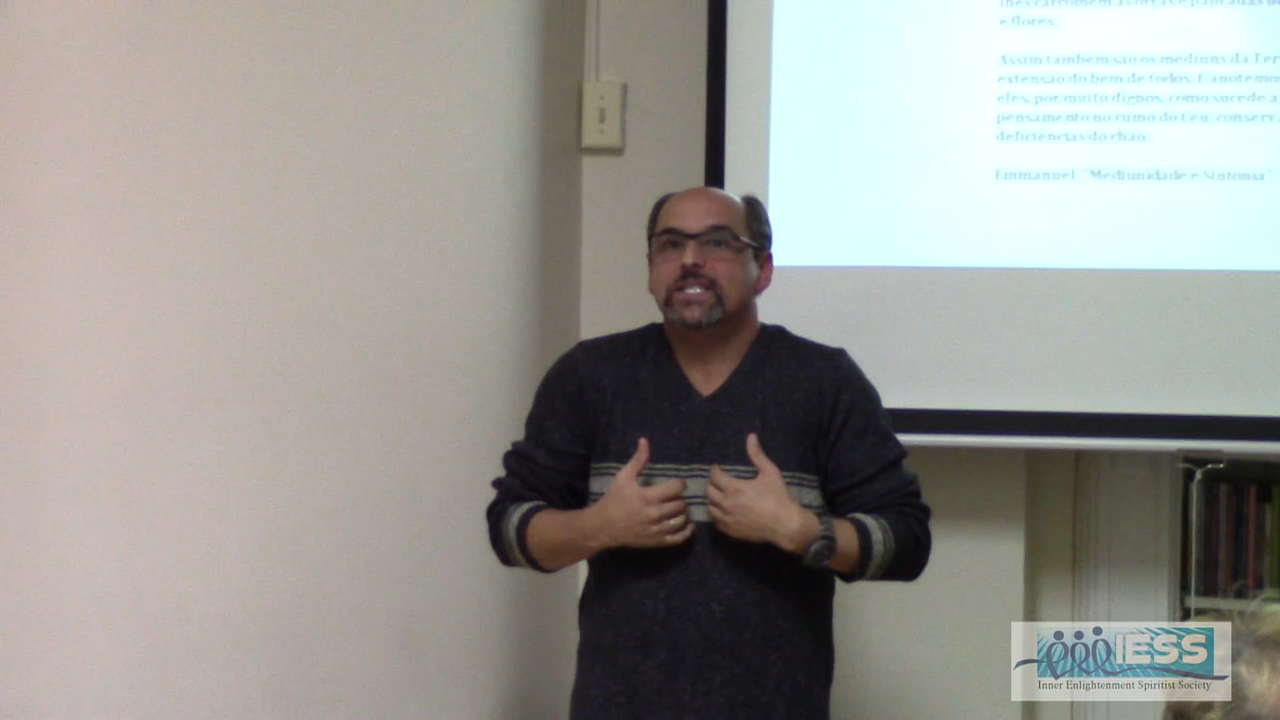 e flores.
Assim também são os médiuns da
extensão do bem de todos. E anotemos
eles, por muito dignos, como sucede a
pensamento no rumo do Céu, conserv
deficiências do chão.
Emmanuel "Mediunidade e Sintonia"
IESS
Inner Enlightenment Spiritist Society